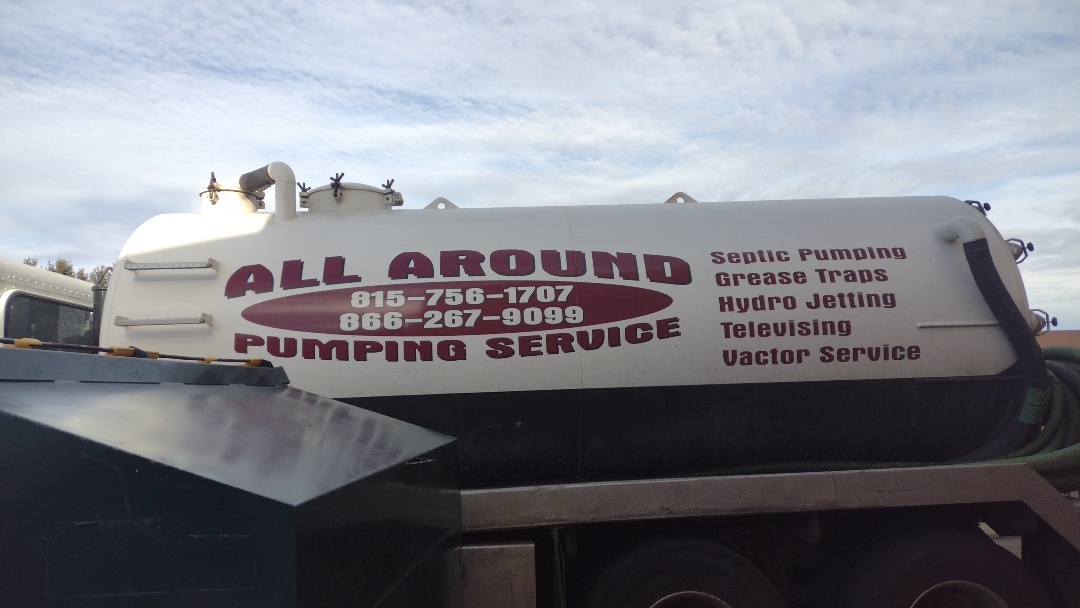 ALL AROUND
815-756-1707
866-267-9099
PUMPING SERVICE
Septic Pumping
Grease Traps
Hydro Jetting
Televising
Vactor Service